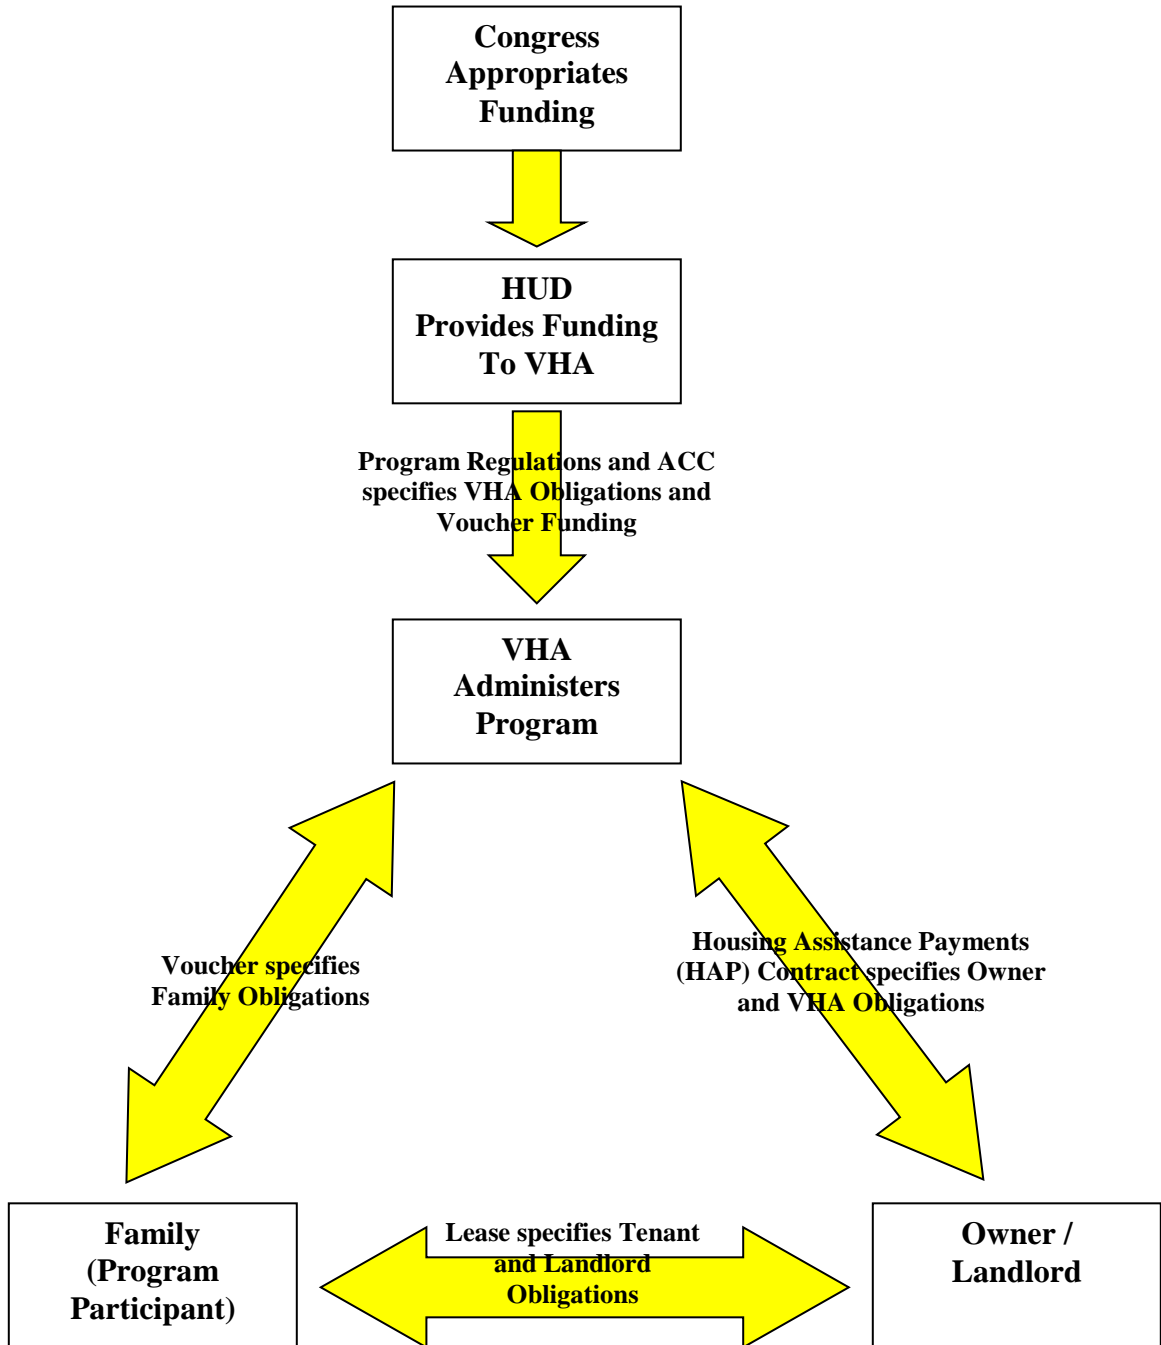 Congress
Appropriates
Funding
HUD
Provides Funding
To VHA
Program Regulations and ACC
specifies VHA Obligations and
Voucher Funding
VHA
Administers
Program
Voucher specifies
Family Obligations
Housing Assistance Payments
(HAP) Contract specifies Owner
and VHA Obligations
Family
(Program
Participant)
Lease specifies Tenant
and Landlord
Obligations
Owner /
Landlord